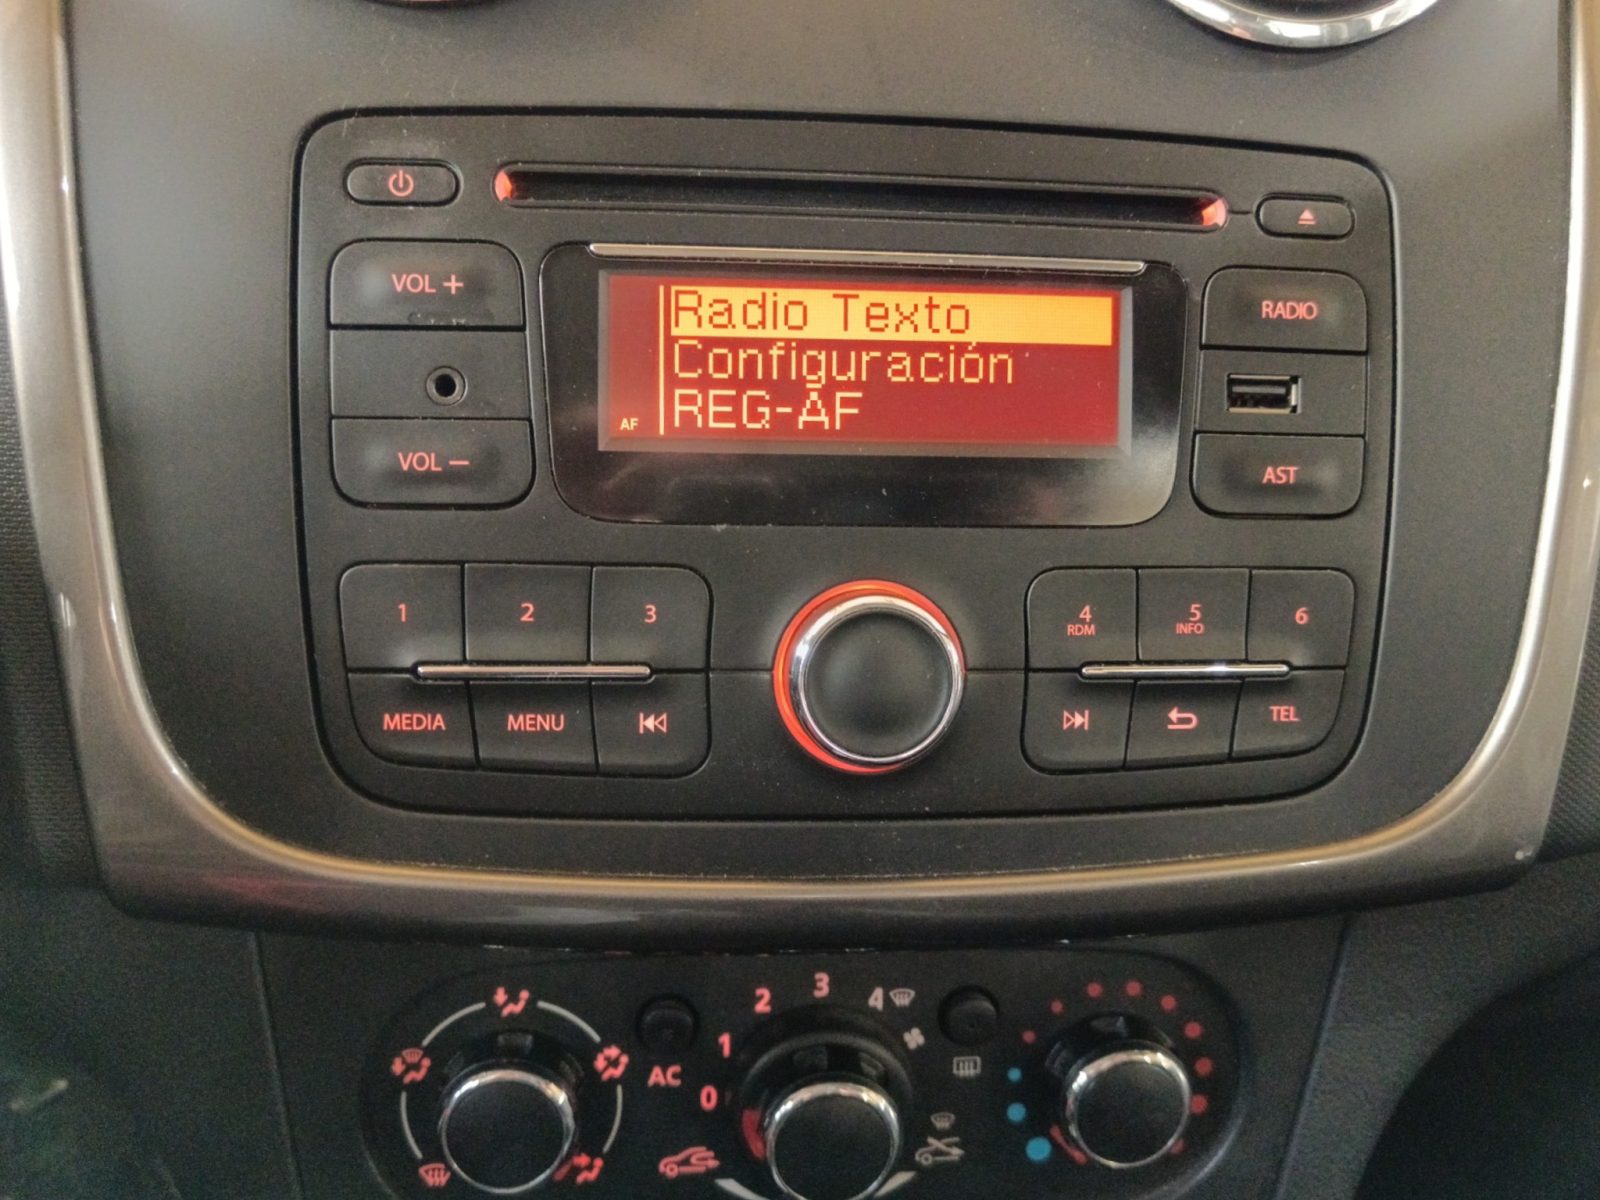 VOL +
RADIO
Radio Texto
Configuración
REG-AF
AF
VOL –
AST
1
2
3
4
RDM
5
INFO
6
MEDIA
MENU
TEL
0
1
2
3
4
AC